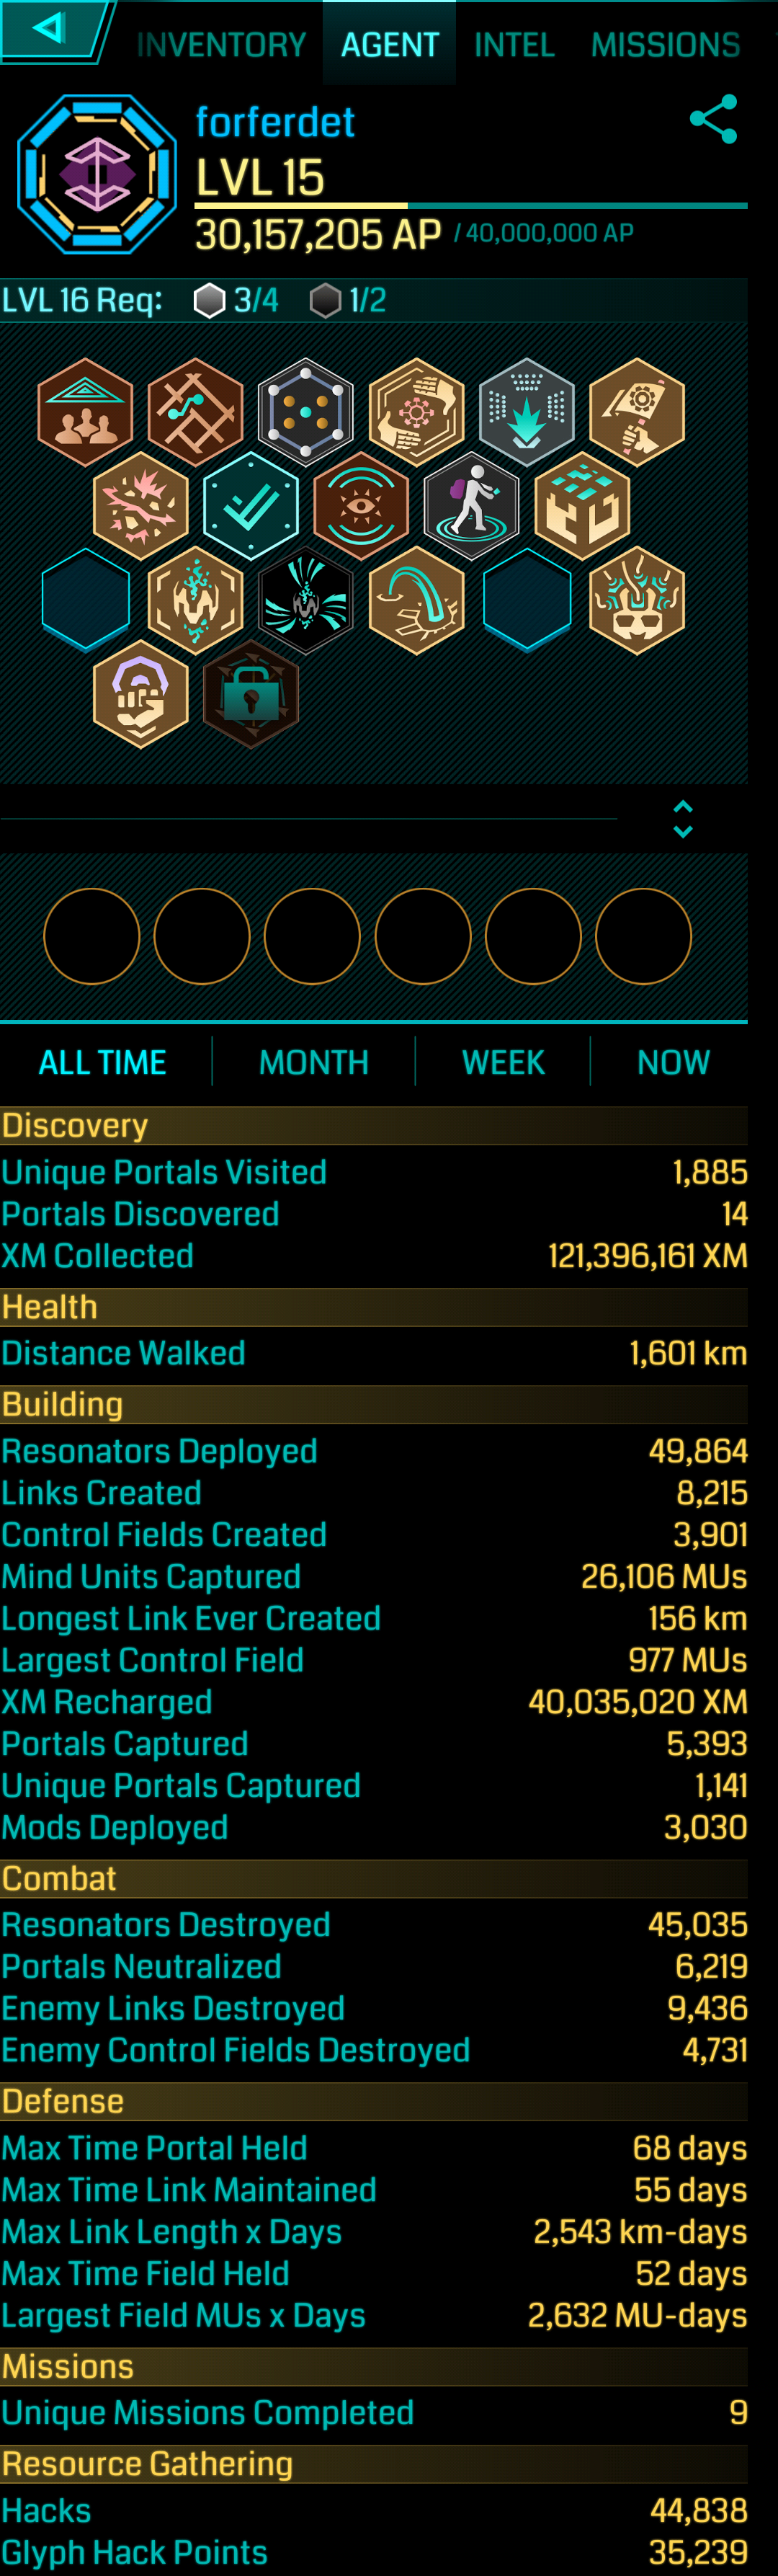 INVENTORY AGENT INTEL MISSIONS
forferdet
LVL 15
30,157,205 AP / 40,000,000 AP
LVL 16 Req: 3/4 1/2
ALL TIME MONTH WEEK NOW
Discovery
Unique Portals Visited 1,885
Portals Discovered 14
XM Collected 121,396,161 XM
Health
Distance Walked 1,601 km
Building
Resonators Deployed 49,864
Links Created 8,215
Control Fields Created 3,901
Mind Units Captured 26,106 MUs
Longest Link Ever Created 156 km
Largest Control Field 977 MUs
XM Recharged 40,035,020 XM
Portals Captured 5,393
Unique Portals Captured 1,141
Mods Deployed 3,030
Combat
Resonators Destroyed 45,035
Portals Neutralized 6,219
Enemy Links Destroyed 9,436
Enemy Control Fields Destroyed 4,731
Defense
Max Time Portal Held 68 days
Max Time Link Maintained 55 days
Max Link Length x Days 2,543 km-days
Max Time Field Held 52 days
Largest Field MUs x Days 2,632 MU-days
Missions
Unique Missions Completed 9
Resource Gathering
Hacks 44,838
Glyph Hack Points 35,239